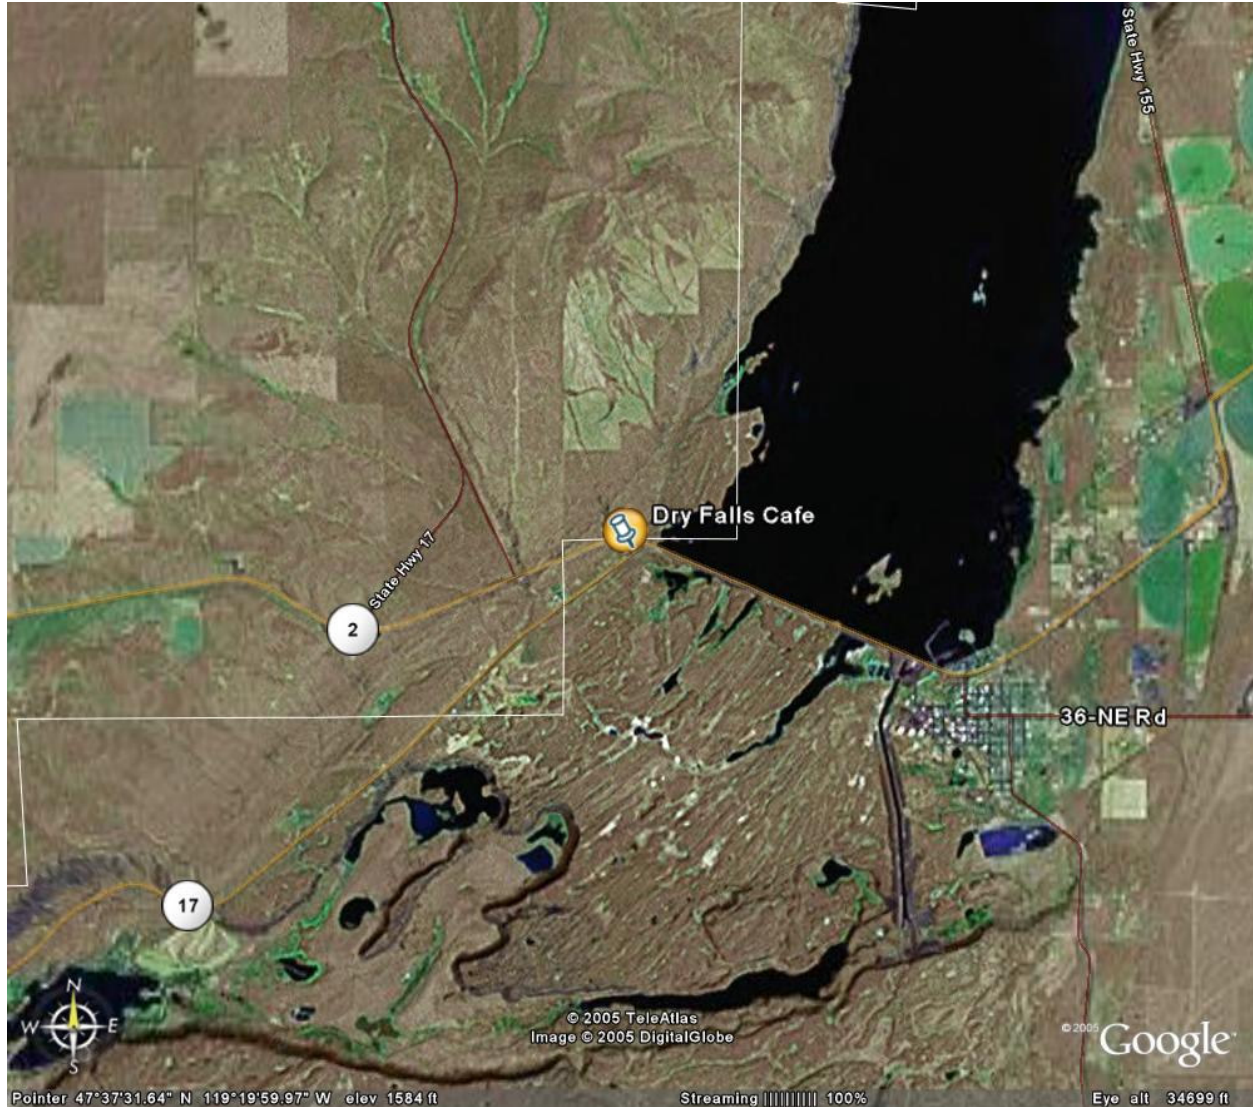 State Hwy 155
Dry Falls Cafe
State Hwy 17
2
36-NE Rd
17
N
W E
S
© 2005 TeleAtlas
Image © 2005 DigitalGlobe
© 2005 Google
Pointer 47°37'31.64" N 119°19'59.97" W elev 1584 ft Streaming |||||||||| 100% Eye alt 34699 ft